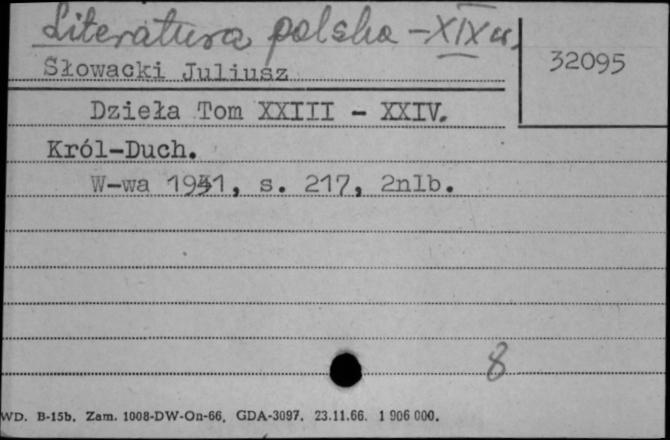 Literatura polska – XIX w.
32095
Słowacki Juliusz
Dzieła Tom XXIII - XXIV.
Król-Duch.
W-wa 1931, s. 217, 2nlb.
8
WD. B-15b. Zam. 1008-DW-On-66. GDA-3097. 23.11.66. 1 906 000.